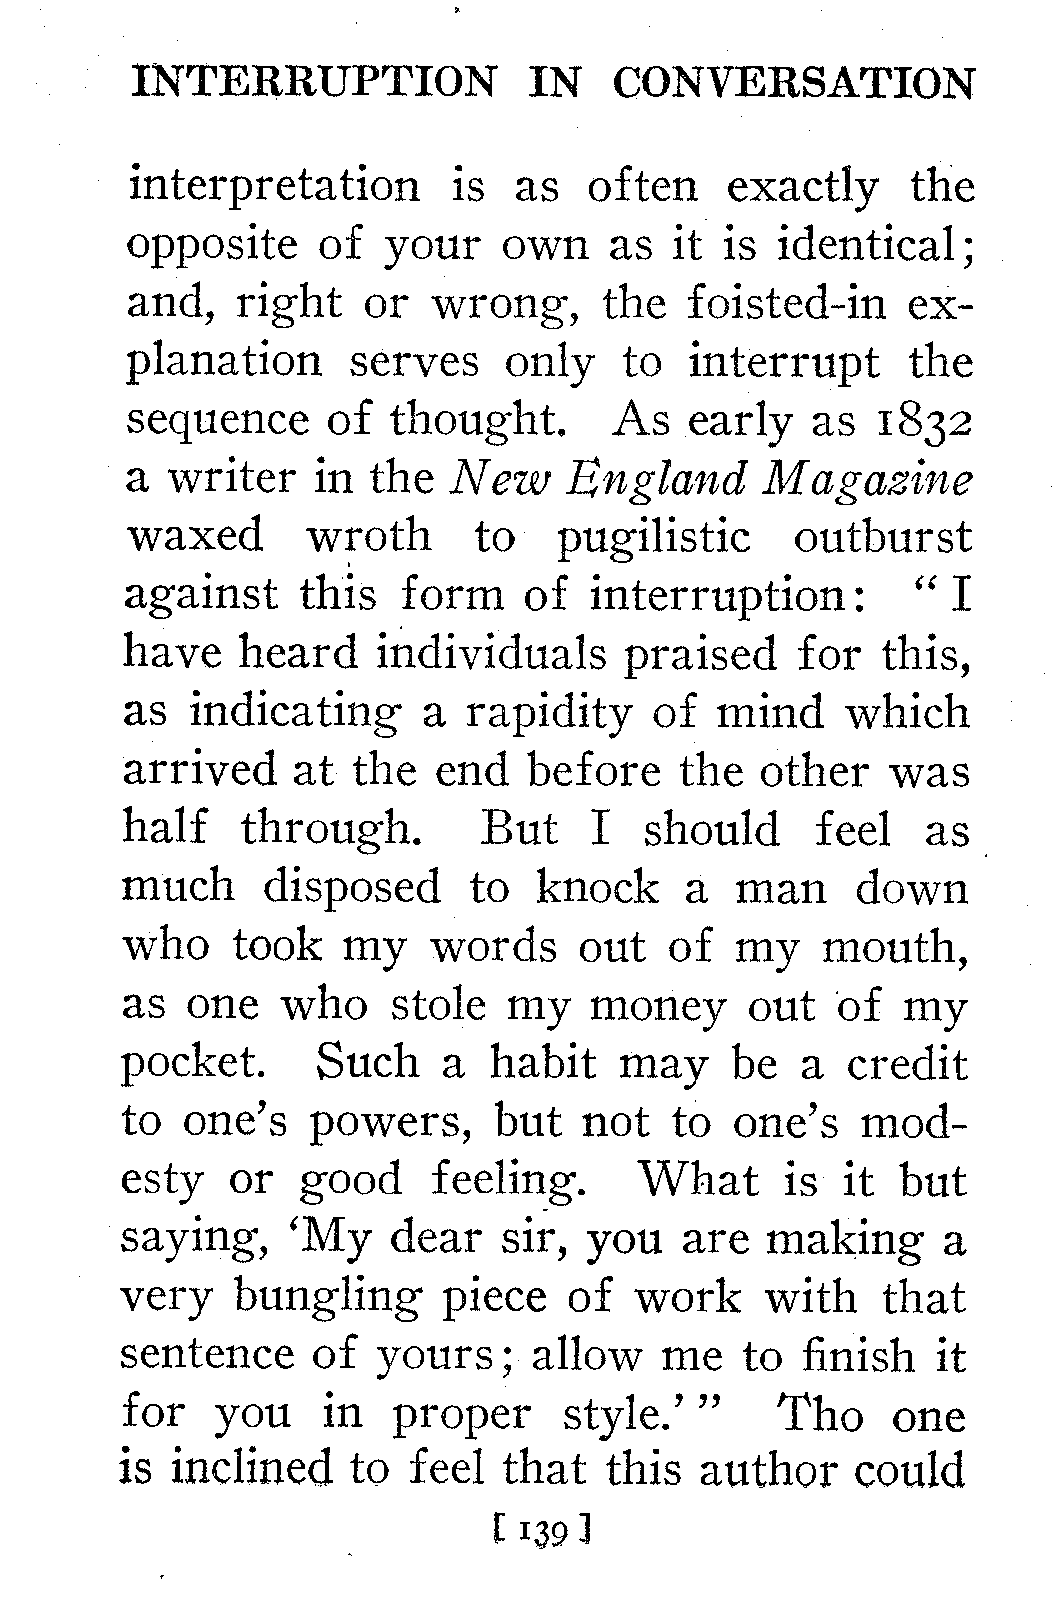 INTERRUPTION IN CONVERSATION
interpretation is as often exactly the
opposite of your own as it is identical;
and, right or wrong, the foisted-in ex-
planation serves only to interrupt the
sequence of thought. As early as 1832
a writer in the New England Magazine
waxed wroth to pugilistic outburst
against this form of interruption: “I
have heard individuals praised for this,
as indicating a rapidity of mind which
arrived at the end before the other was
half through. But I should feel as
much disposed to knock a man down
who took my words out of my mouth,
as one who stole my money out of my
pocket. Such a habit may be a credit
to one’s powers, but not to one’s mod-
esty or good feeling. What is it but
saying, ‘My dear sir, you are making a
very bungling piece of work with that
sentence of yours; allow me to finish it
for you in proper style.’” Tho one
is inclined to feel that this author could
[ 139 ]